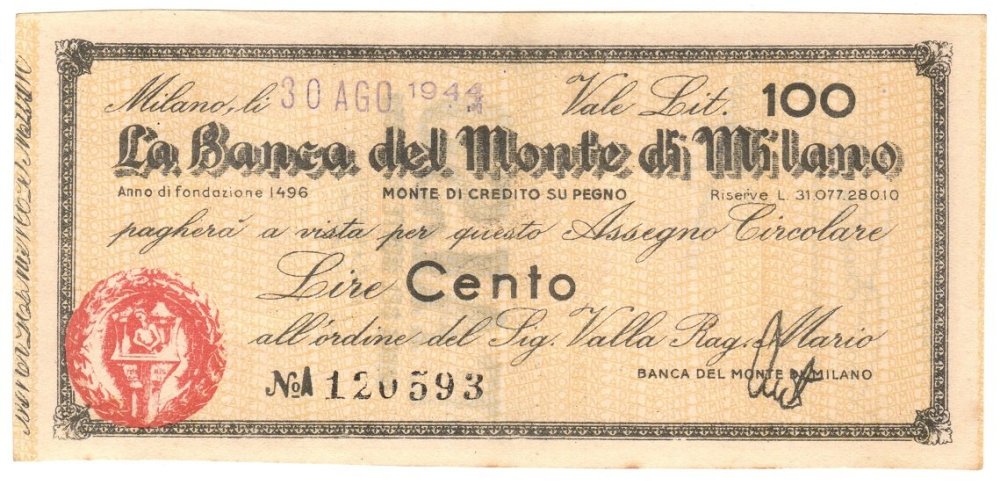 Milano, li 30 AGO 1944 Vale Lit. 100
La Banca del Monte di Milano
Anno di fondazione 1496 MONTE DI CREDITO SU PEGNO Riserve L. 31.077.280.10
pagherà a vista per questo Assegno Circolare
Lire Cento
all'ordine del Sig. Valla Rag. Mario
BANCA DEL MONTE DI MILANO
No A 120593